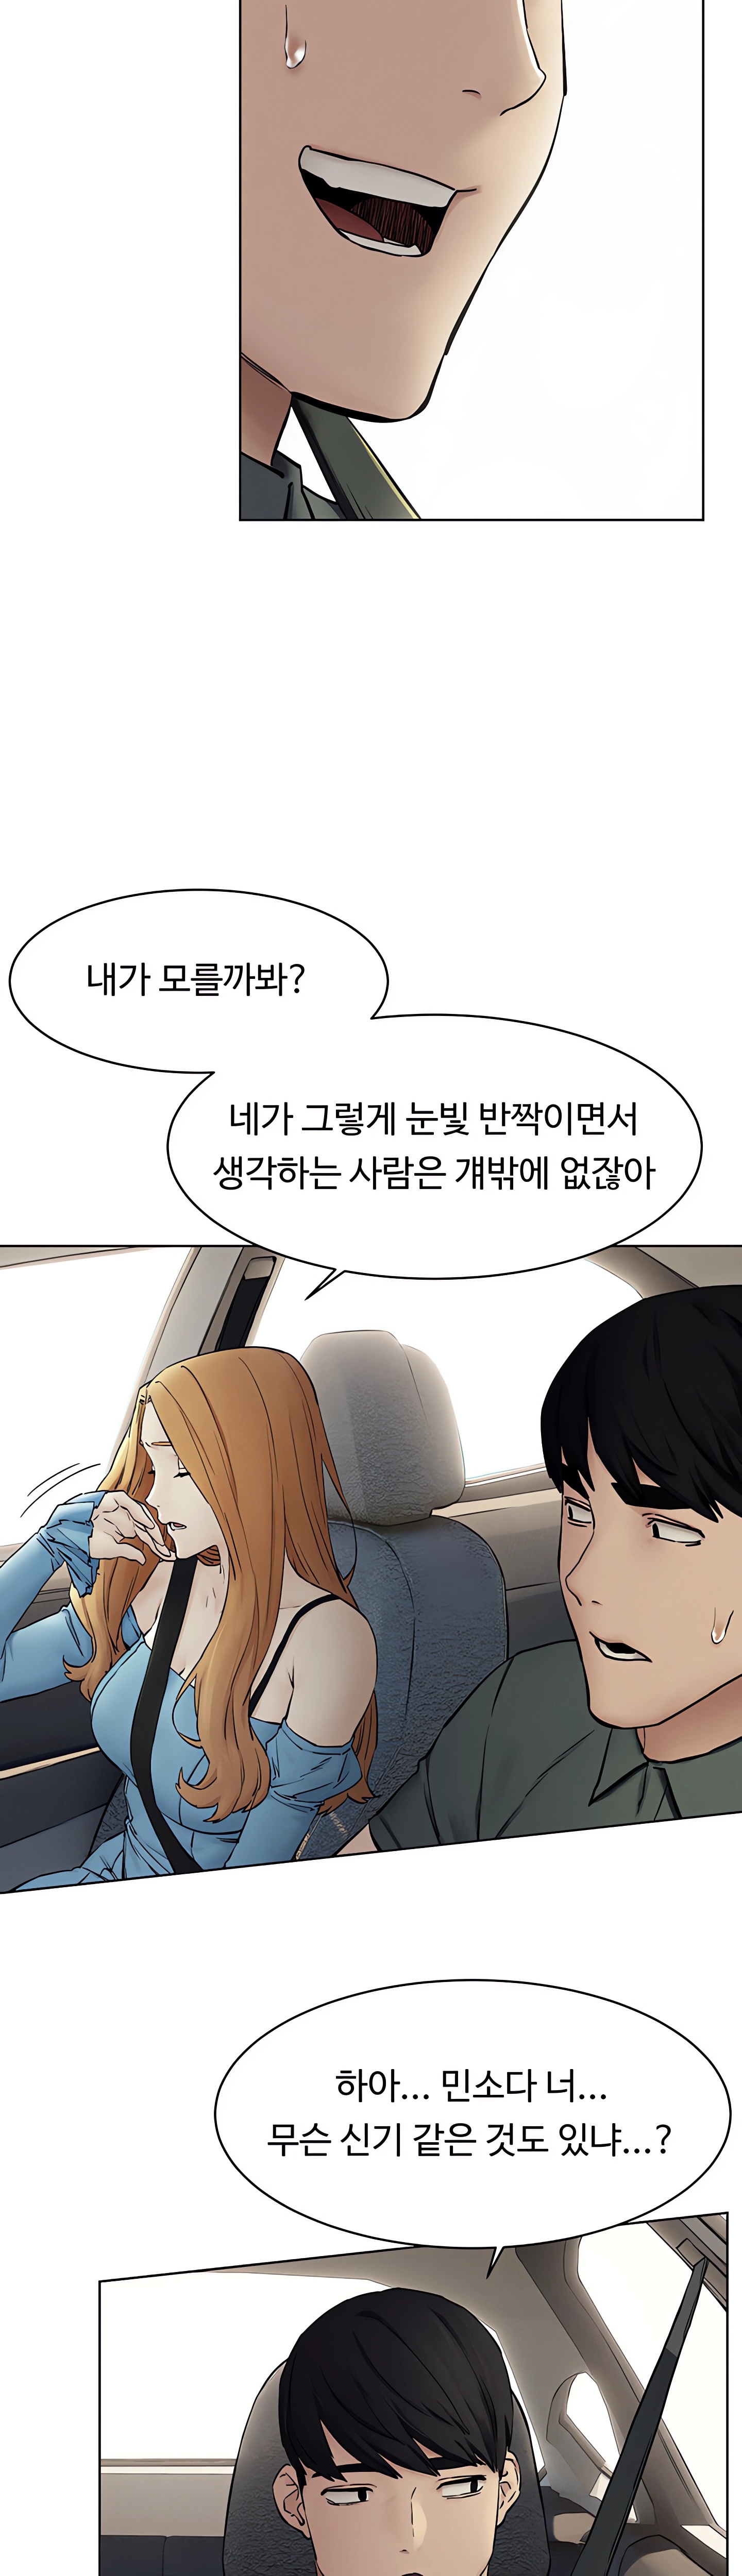 내가 모를까봐?
네가 그렇게 눈빛 반짝이면서
생각하는 사람은 걔밖에 없잖아
하아... 민소다 너...
무슨 신기 같은 것도 있냐...?